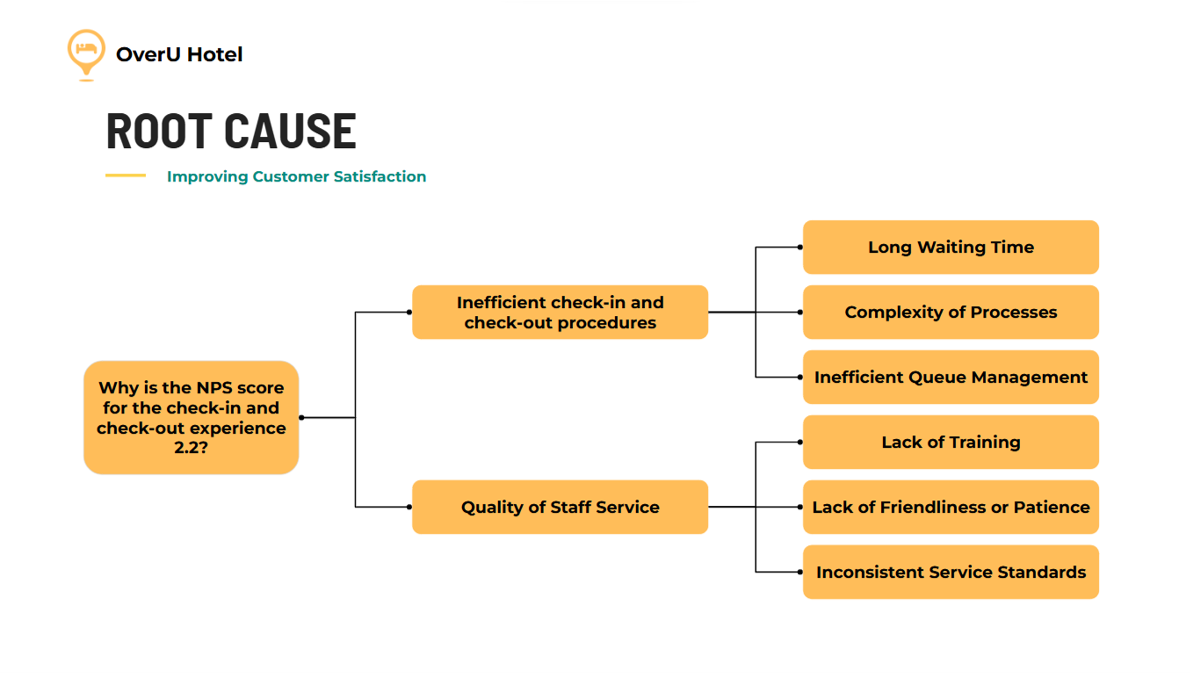 OverU Hotel
ROOT CAUSE
Improving Customer Satisfaction
Why is the NPS score
for the check-in and
check-out experience
2.2?
Inefficient check-in and
check-out procedures
Long Waiting Time
Complexity of Processes
Inefficient Queue Management
Quality of Staff Service
Lack of Training
Lack of Friendliness or Patience
Inconsistent Service Standards